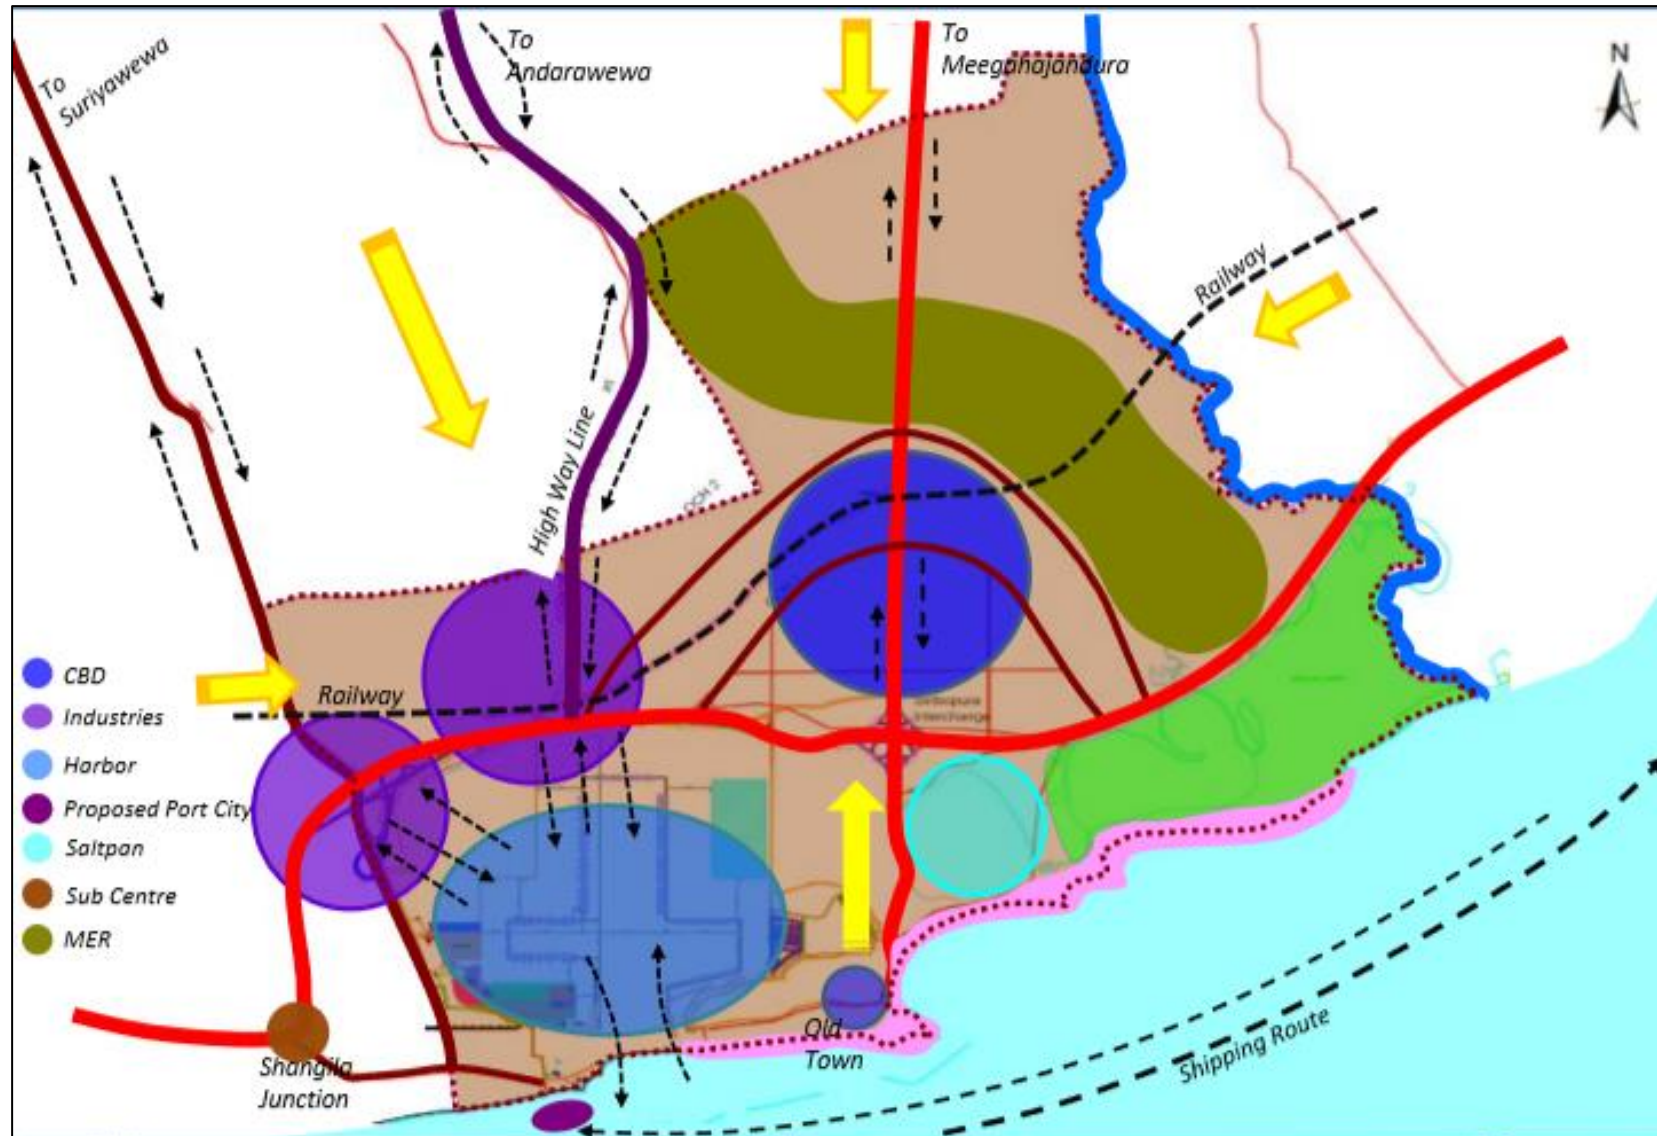 To
Suriyawewa
To
Andarawewa
To
Meegahajandura
N
Railway
High Way Line
CBD
Industries
Harbor
Proposed Port City
Saltpan
Sub Centre
MER
Railway
Interchange
Old
Town
Shangila
Junction
Shipping Route